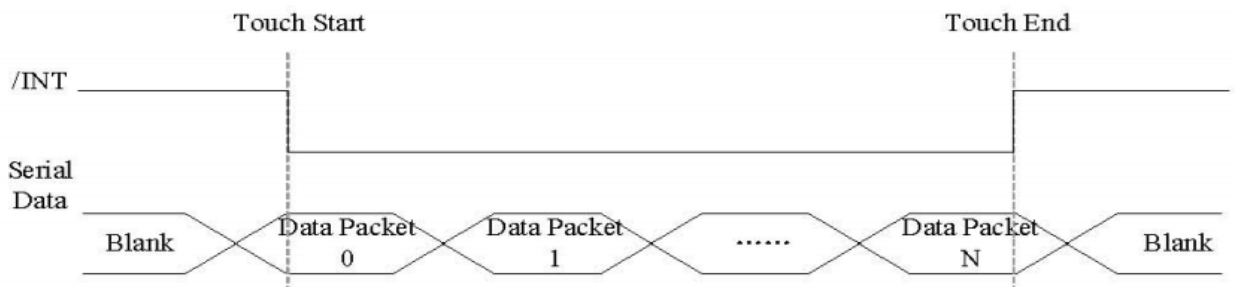 Touch Start
Touch End
/INT
Serial
Data
Blank
Data Packet
0
Data Packet
1
......
Data Packet
N
Blank